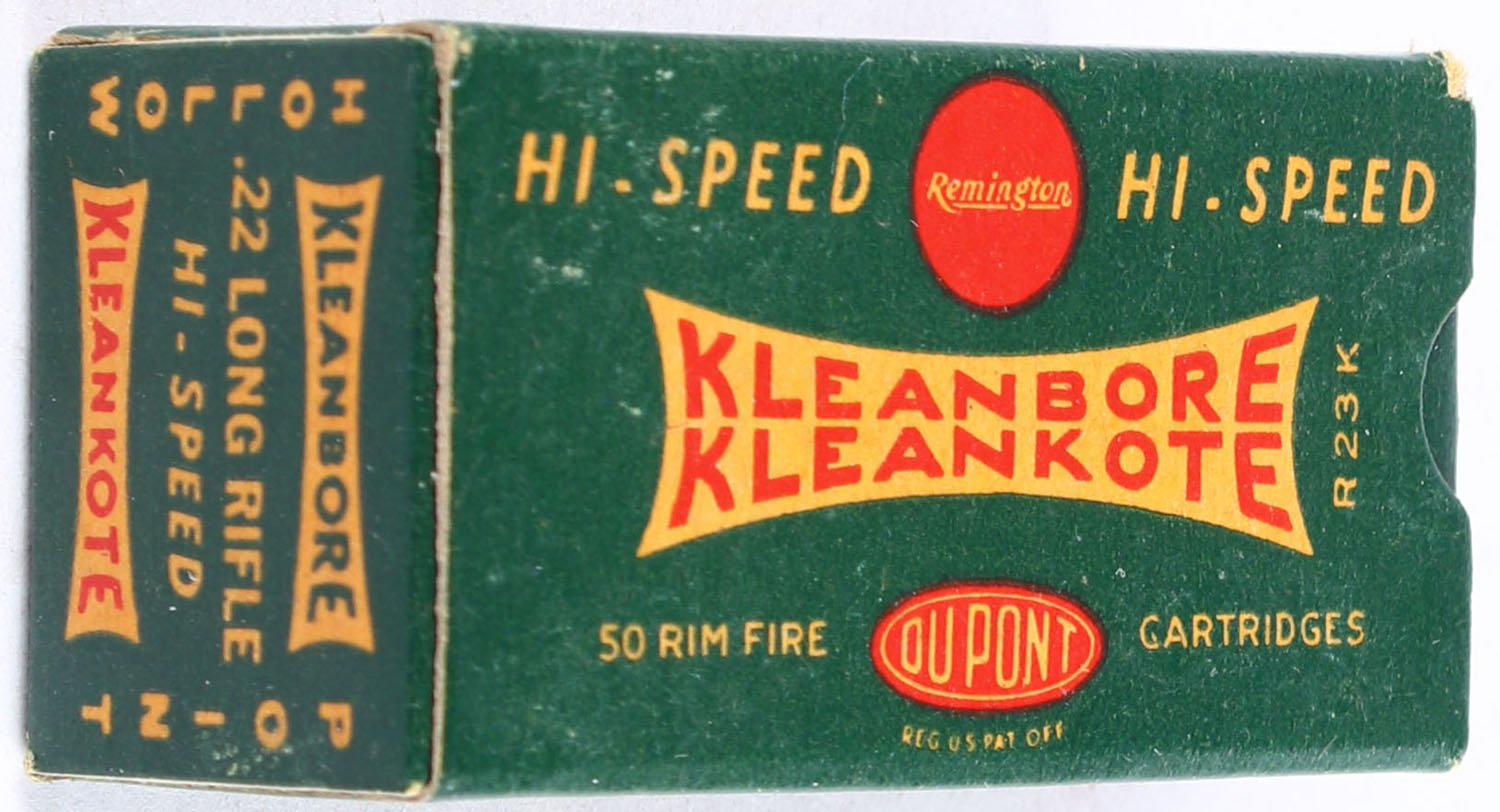 HI-SPEED Remington HI-SPEED
KLEANBORE
KLEANKOTE
R23K
50 RIM FIRE DU PONT CARTRIDGES
REG US PAT OFF
HOLLOW
KLEANBORE
.22 LONG RIFLE
HI-SPEED
KLEANKOTE
POINT